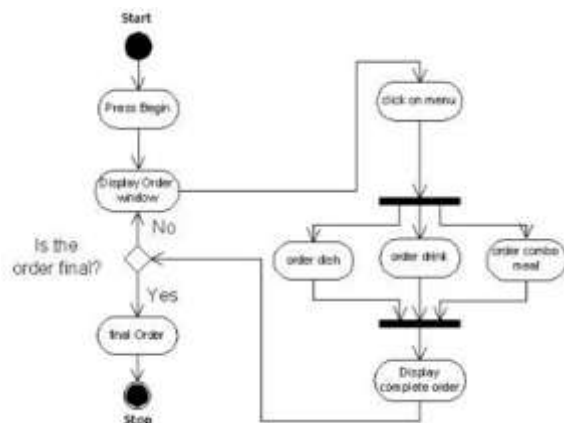 Start
Press Begin
Display Order
window
No
Is the
order final?
Yes
final Order
Stop
click on menu
order dish
order drink
order combo
meal
Display
complete order